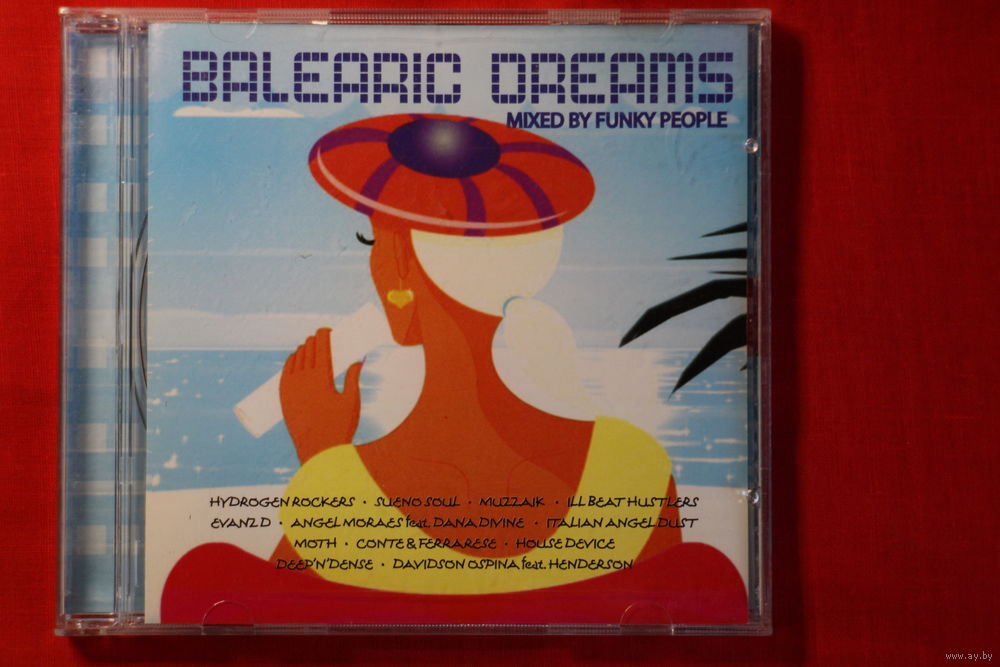 BALEARIC DREAMS
MIXED BY FUNKY PEOPLE
HYDROGEN ROCKERS · SUENO SOUL · MUZZAIK · ILL BEAT HUSTLERS
EVANZ D · ANGEL MORAES feat. DANA DIVINE · ITALIAN ANGEL DUST
MOTH · CONTE & FERRARESE · HOUSE DEVICE
DEEP'N'DENSE · DAVIDSON OSPINA feat. HENDERSON
www.ay.by